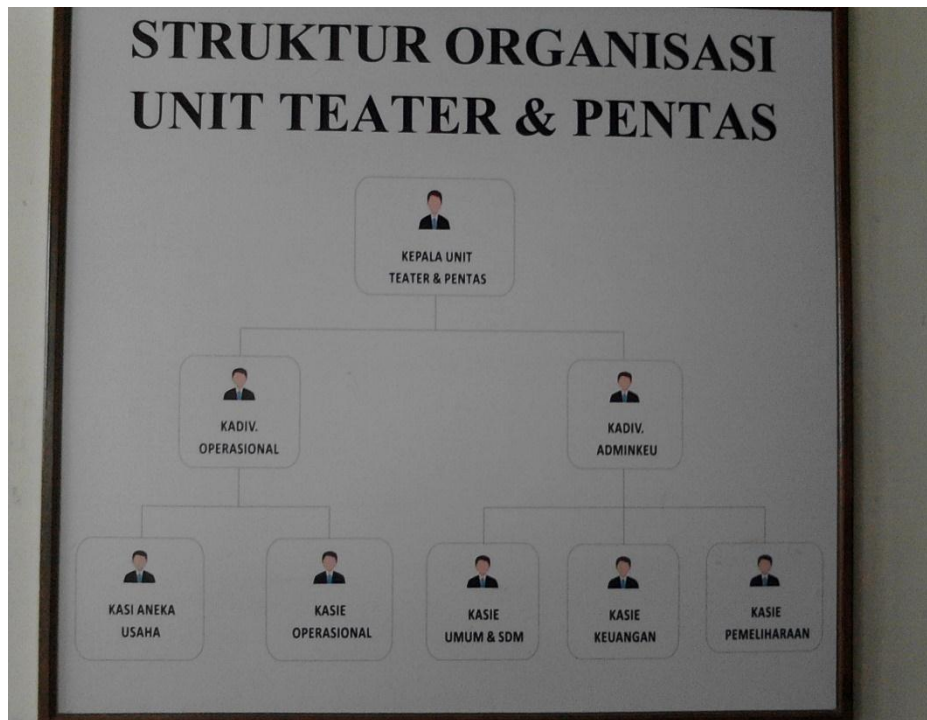 STRUKTUR ORGANISASI
UNIT TEATER & PENTAS
KEPALA UNIT
TEATER & PENTAS
KADIV.
OPERASIONAL
KADIV.
ADMINKEU
KASI ANEKA
USAHA
KASIE
OPERASIONAL
KASIE
UMUM & SDM
KASIE
KEUANGAN
KASIE
PEMELIHARAAN